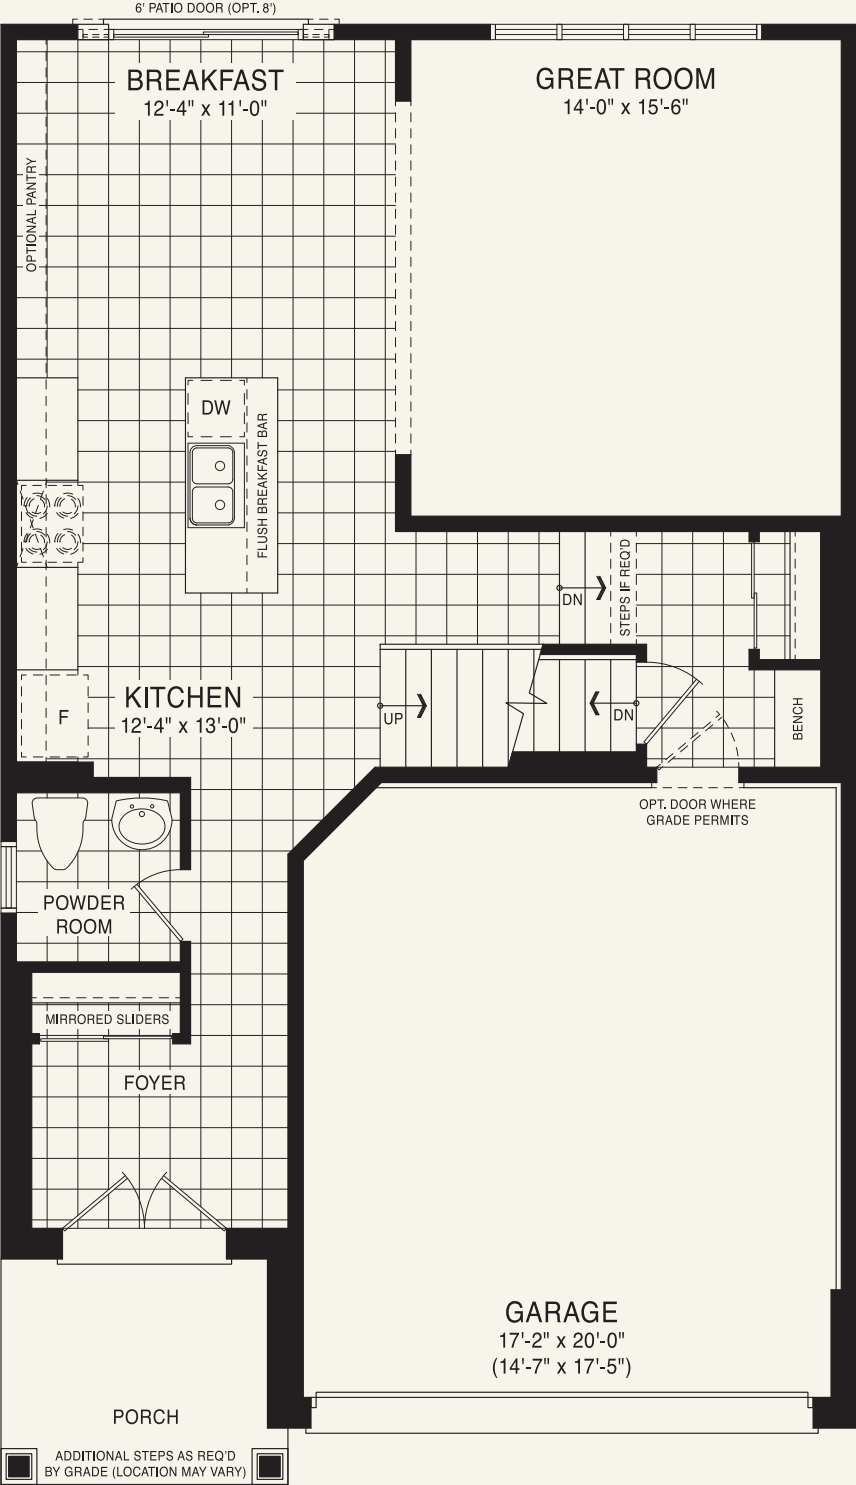 6' PATIO DOOR (OPT. 8')
BREAKFAST
12'-4" x 11'-0"
GREAT ROOM
14'-0" x 15'-6"
OPTIONAL PANTRY
DW
FLUSH BREAKFAST BAR
STEPS IF REQ'D
DN
KITCHEN
12'-4" x 13'-0"
F
UP
DN
BENCH
OPT. DOOR WHERE
GRADE PERMITS
POWDER
ROOM
MIRRORED SLIDERS
FOYER
GARAGE
17'-2" x 20'-0"
(14'-7" x 17'-5")
PORCH
ADDITIONAL STEPS AS REQ'D
BY GRADE (LOCATION MAY VARY)